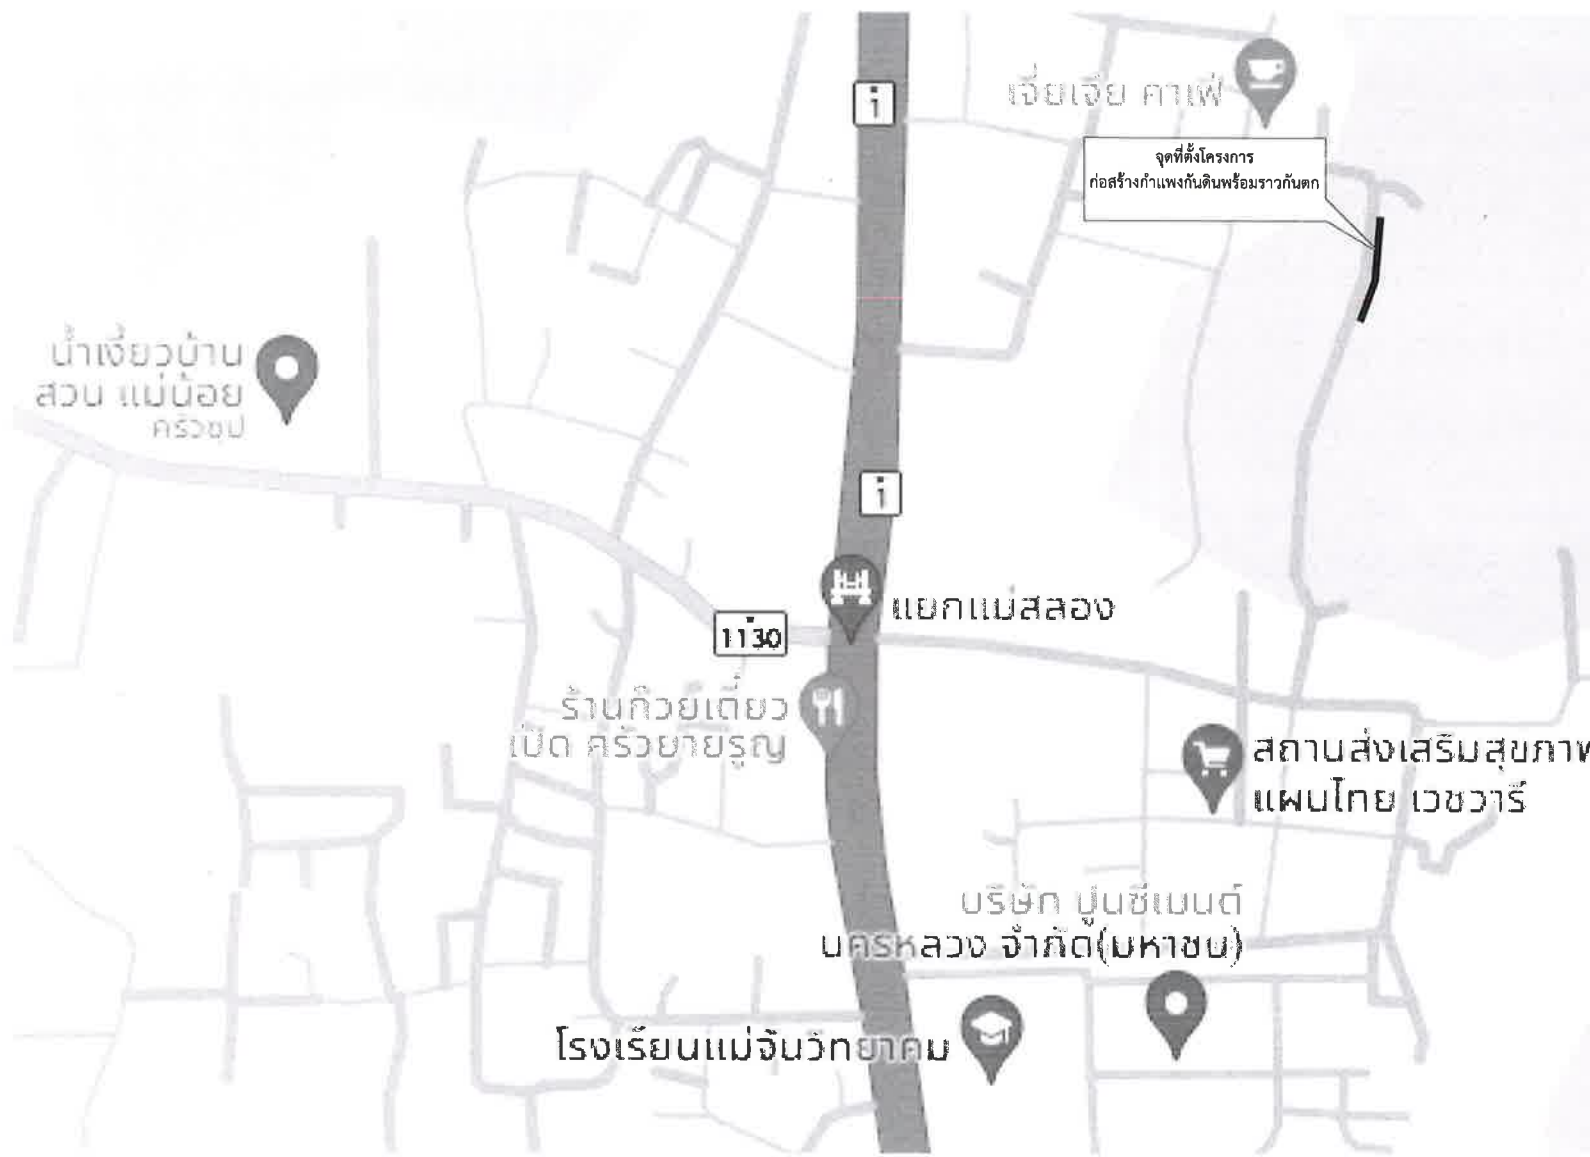 1
เจี่ยเจีย คาเฟ่
จุดที่ตั้งโครงการ
ก่อสร้างกำแพงกันดินพร้อมราวกันตก
น้ำเงี้ยวบ้าน
สวน แม่น้อย
ครัวซุป
1
แยกแม่สลอง
1130
ร้านก๋วยเตี๋ยว
เป็ด ครัวยายรูญ
สถานส่งเสริมสุขภาพ
แผนไทย เวชวารี
บริษัท ปูนซีเมนต์
นครหลวง จำกัด(มหาชน)
โรงเรียนแม่จันวิทยาคม